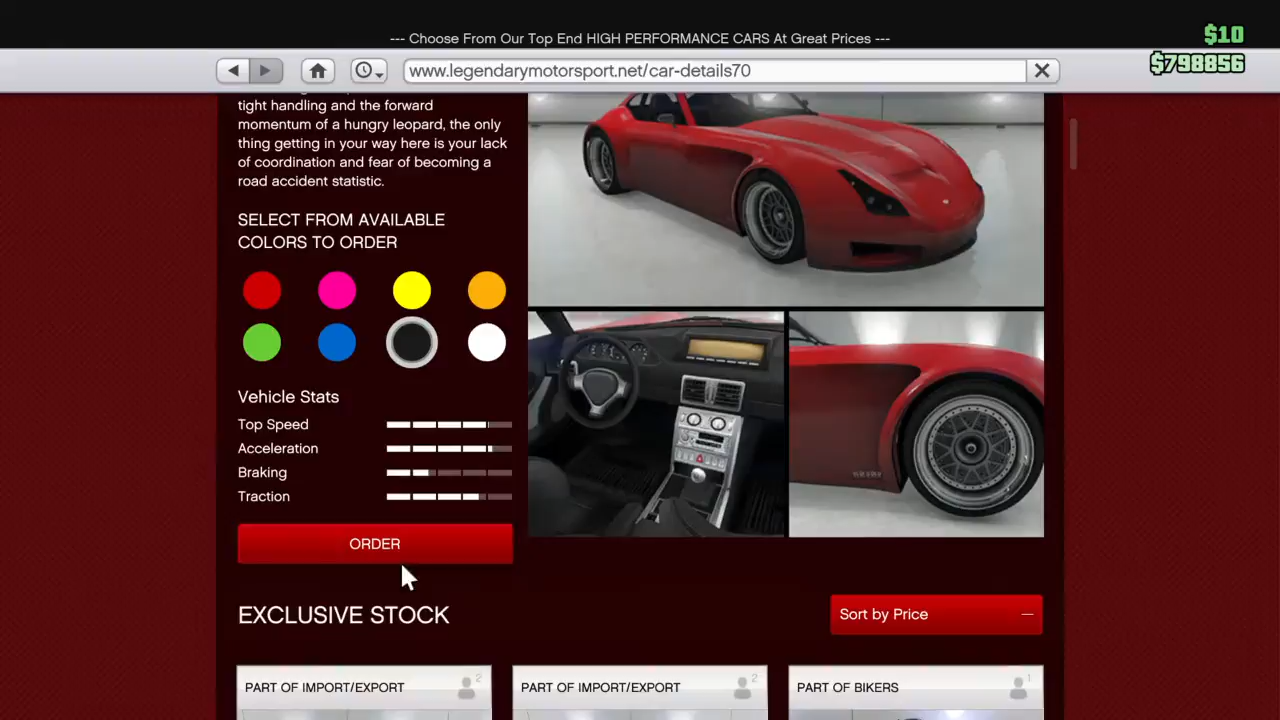 --- Choose From Our Top End HIGH PERFORMANCE CARS At Great Prices ---
$10
$798856
www.legendarymotorsport.net/car-details70
tight handling and the forward
momentum of a hungry leopard, the only
thing getting in your way here is your lack
of coordination and fear of becoming a
road accident statistic.
SELECT FROM AVAILABLE
COLORS TO ORDER
Vehicle Stats
Top Speed
Acceleration
Braking
Traction
ORDER
EXCLUSIVE STOCK
Sort by Price
PART OF IMPORT/EXPORT
2
PART OF IMPORT/EXPORT
2
PART OF BIKERS
1